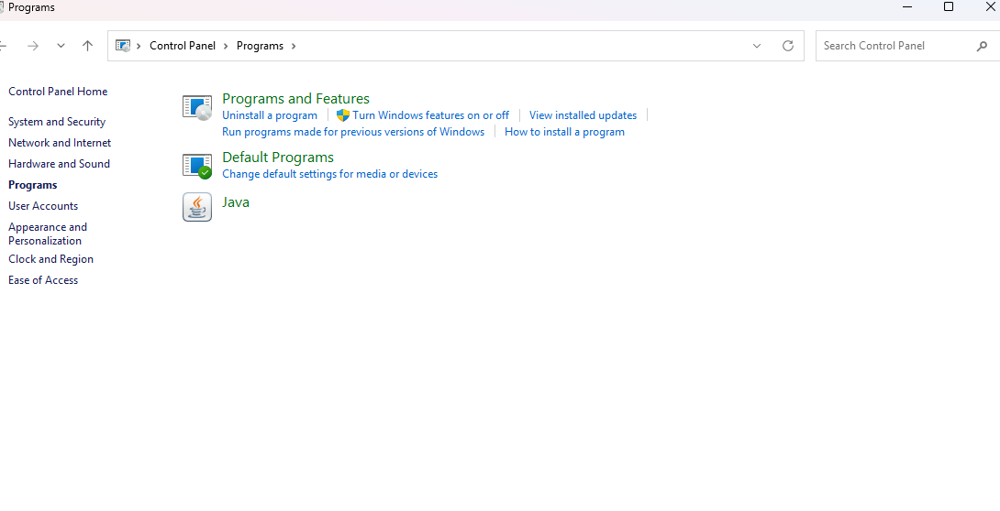 Programs
Control Panel Programs
Search Control Panel
Control Panel Home
System and Security
Network and Internet
Hardware and Sound
Programs
User Accounts
Appearance and
Personalization
Clock and Region
Ease of Access
Programs and Features
Uninstall a program Turn Windows features on or off View installed updates
Run programs made for previous versions of Windows How to install a program
Default Programs
Change default settings for media or devices
Java